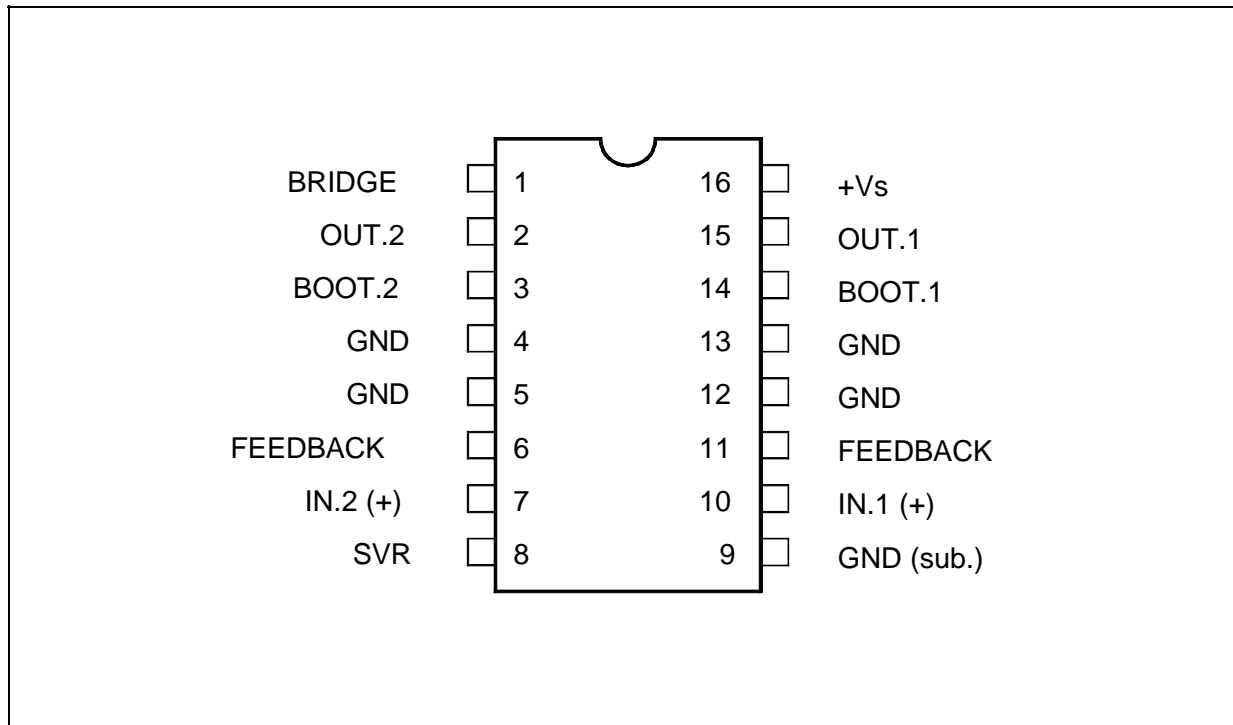 BRIDGE 1 16 +Vs
OUT.2 2 15 OUT.1
BOOT.2 3 14 BOOT.1
GND 4 13 GND
GND 5 12 GND
FEEDBACK 6 11 FEEDBACK
IN.2 (+) 7 10 IN.1 (+)
SVR 8 9 GND (sub.)